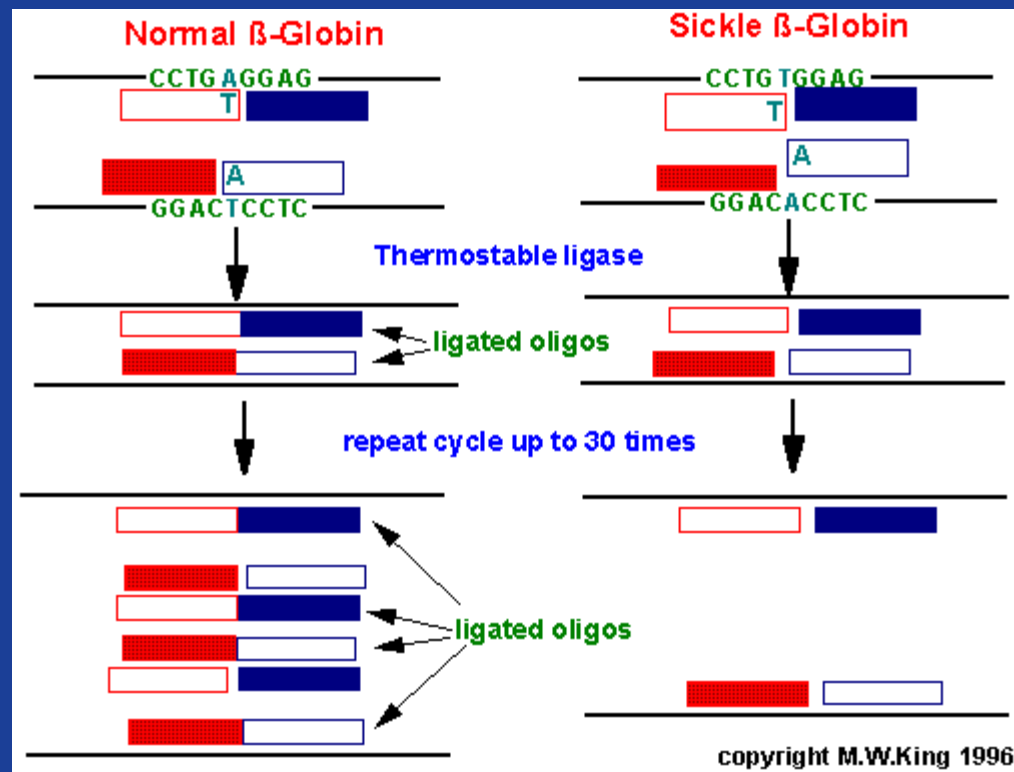 Normal ß-Globin
Sickle ß-Globin
CCTGAGGAG
T
A
GGACTCCTC
CCTGTGGAG
T
A
GGACACCTC
Thermostable ligase
ligated oligos
repeat cycle up to 30 times
ligated oligos
copyright M.W.King 1996